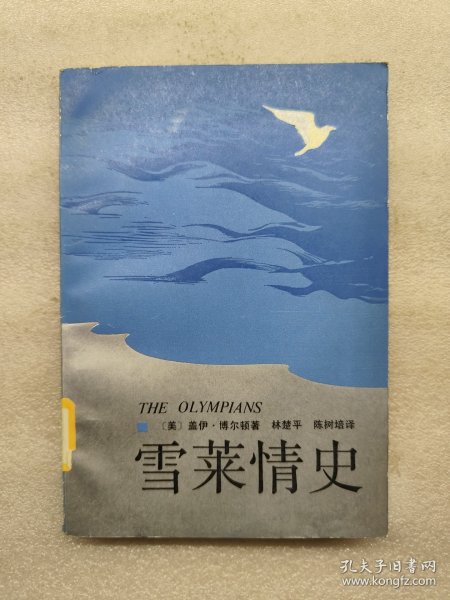 THE OLYMPIANS
〔美〕盖伊·博尔顿著 林楚平 陈树培译
雪莱情史
孔夫子旧书网
www.kongfz.com